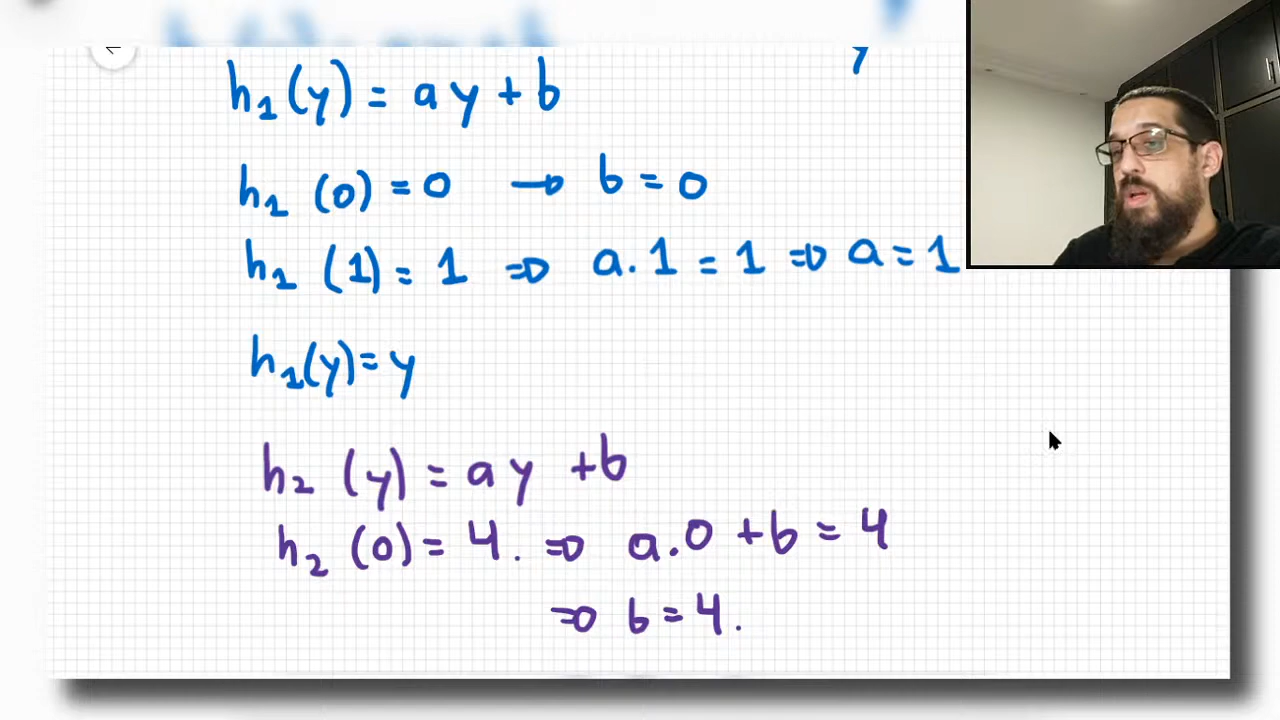 h₁(y) = ay + b
y
h₁(0) = 0 → b = 0
h₁(1) = 1 ⇒ a.1 = 1 ⇒ a = 1
h₁(y) = y
h₂(y) = ay + b
h₂(0) = 4. ⇒ a.0 + b = 4
⇒ b = 4.